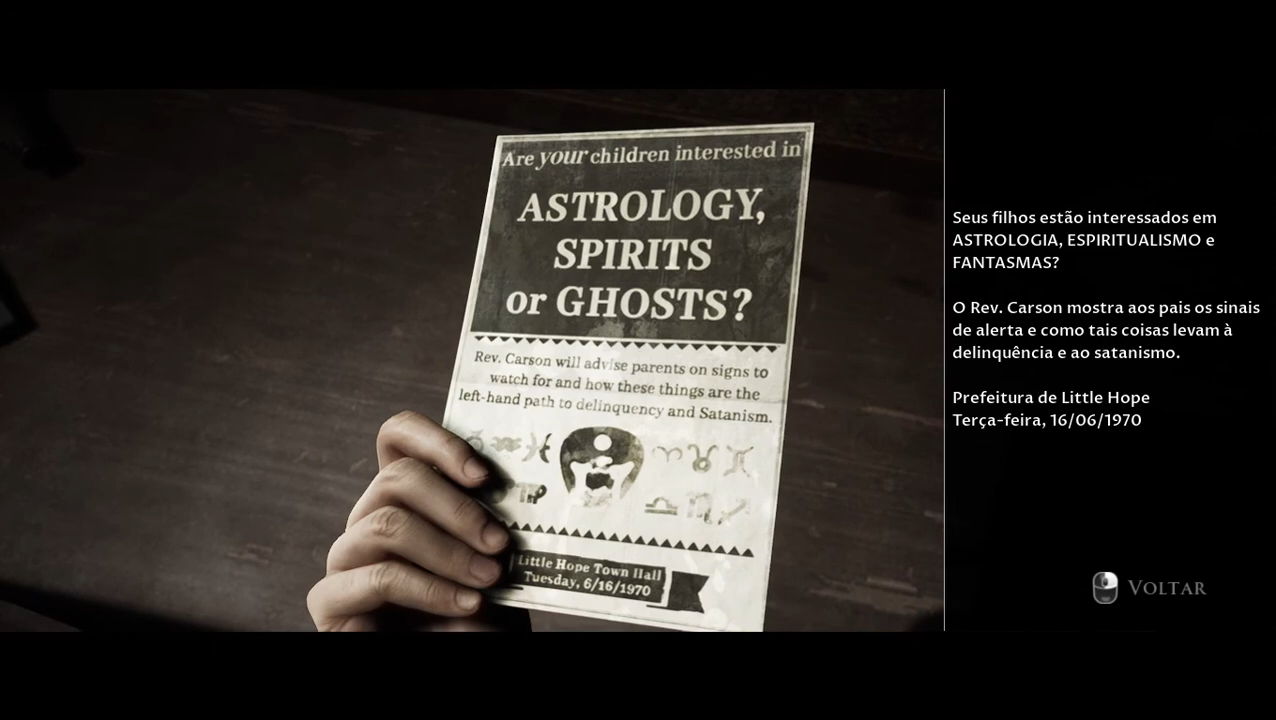 Are your children interested in
ASTROLOGY,
SPIRITS
or GHOSTS?
Rev. Carson will advise parents on signs to
watch for and how these things are the
left-hand path to delinquency and Satanism.
Little Hope Town Hall
Tuesday, 6/16/1970
Seus filhos estão interessados em
ASTROLOGIA, ESPIRITUALISMO e
FANTASMAS?
O Rev. Carson mostra aos pais os sinais
de alerta e como tais coisas levam à
delinquência e ao satanismo.
Prefeitura de Little Hope
Terça-feira, 16/06/1970
VOLTAR